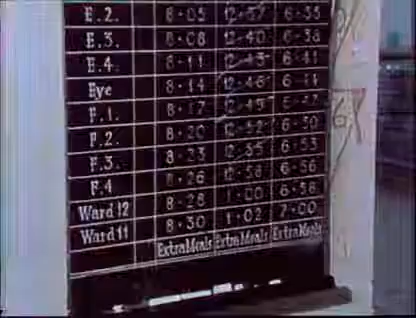 E.2. 8·05 12·37 6·35
E.3. 8·08 12·40 6·38
E.4. 8·11 12·43 6·41
Eye 8·14 12·46 6·44
F.1. 8·17 12·49 6·47
F.2. 8·20 12·52 6·50
F.3. 8·23 12·55 6·53
F.4 8·26 12·58 6·56
Ward 12 8·28 1·00 6·58
Ward 11 8·30 1·02 7·00
Extra Meals Extra Meals Extra Meals